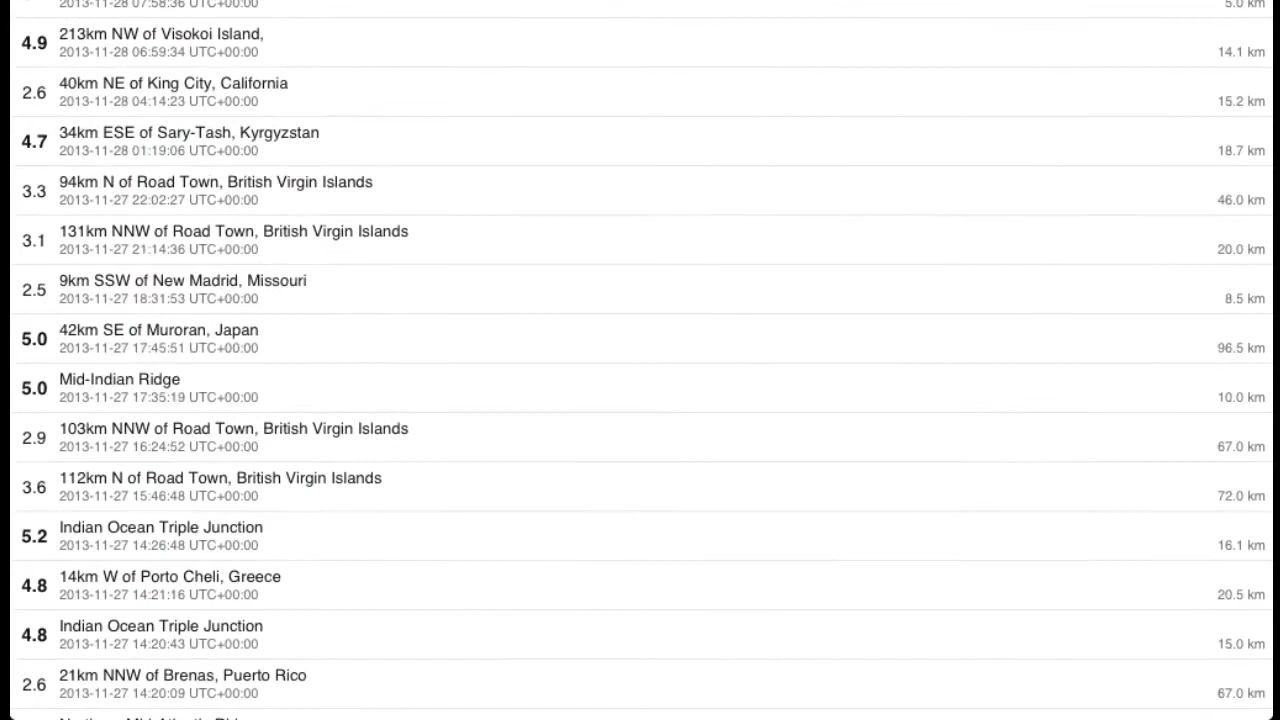 2013-11-28 07:58:36 UTC+00:00
5.0 km
4.9
213km NW of Visokoi Island,
2013-11-28 06:59:34 UTC+00:00
14.1 km
2.6
40km NE of King City, California
2013-11-28 04:14:23 UTC+00:00
15.2 km
4.7
34km ESE of Sary-Tash, Kyrgyzstan
2013-11-28 01:19:06 UTC+00:00
18.7 km
3.3
94km N of Road Town, British Virgin Islands
2013-11-27 22:02:27 UTC+00:00
46.0 km
3.1
131km NNW of Road Town, British Virgin Islands
2013-11-27 21:14:36 UTC+00:00
20.0 km
2.5
9km SSW of New Madrid, Missouri
2013-11-27 18:31:53 UTC+00:00
8.5 km
5.0
42km SE of Muroran, Japan
2013-11-27 17:45:51 UTC+00:00
96.5 km
5.0
Mid-Indian Ridge
2013-11-27 17:35:19 UTC+00:00
10.0 km
2.9
103km NNW of Road Town, British Virgin Islands
2013-11-27 16:24:52 UTC+00:00
67.0 km
3.6
112km N of Road Town, British Virgin Islands
2013-11-27 15:46:48 UTC+00:00
72.0 km
5.2
Indian Ocean Triple Junction
2013-11-27 14:26:48 UTC+00:00
16.1 km
4.8
14km W of Porto Cheli, Greece
2013-11-27 14:21:16 UTC+00:00
20.5 km
4.8
Indian Ocean Triple Junction
2013-11-27 14:20:43 UTC+00:00
15.0 km
2.6
21km NNW of Brenas, Puerto Rico
2013-11-27 14:20:09 UTC+00:00
67.0 km